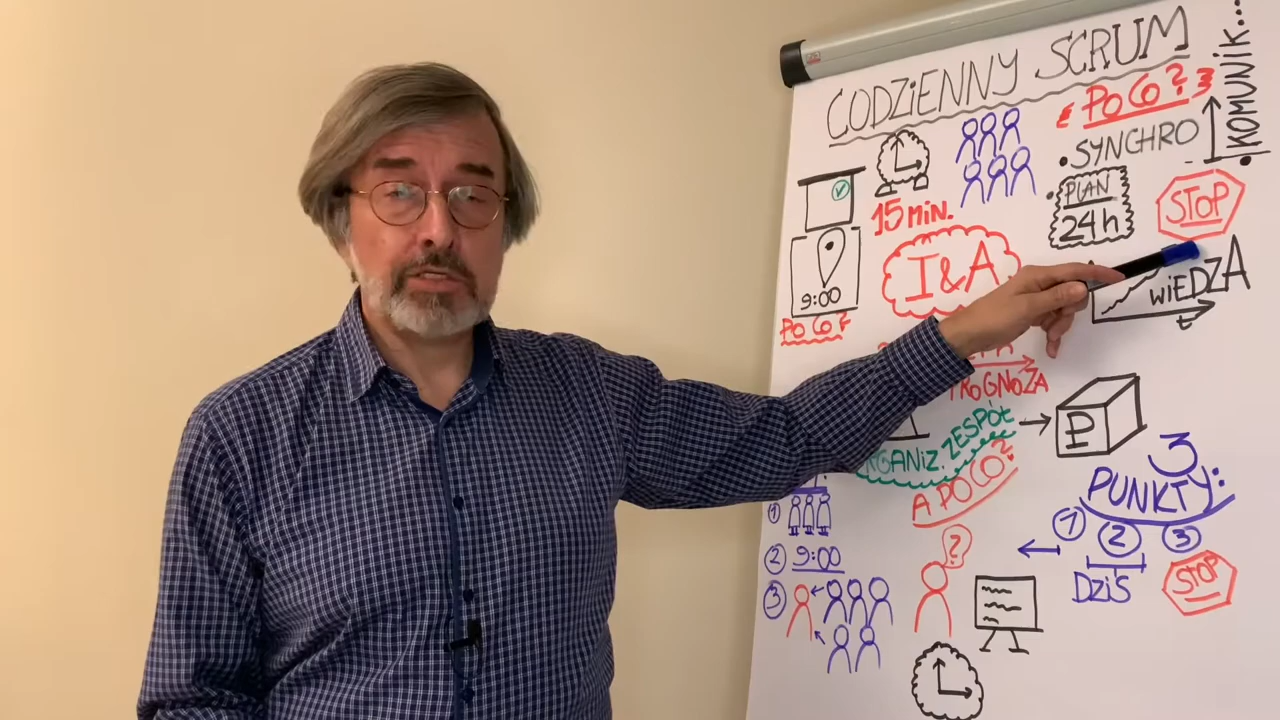 CODZIENNY SCRUM
PO CO?
• SYNCHRO
• KOMUNIK...
15 MIN.
• PLAN
24h
STOP
I&A
9:00
PO CO?
WIEDZA
t
PROGNOZA
ORGANIZ. ZESPÓŁ
P
A PO CO?
3
PUNKTY:
1 2 3
DZIŚ
STOP
1
2 9:00
3
?